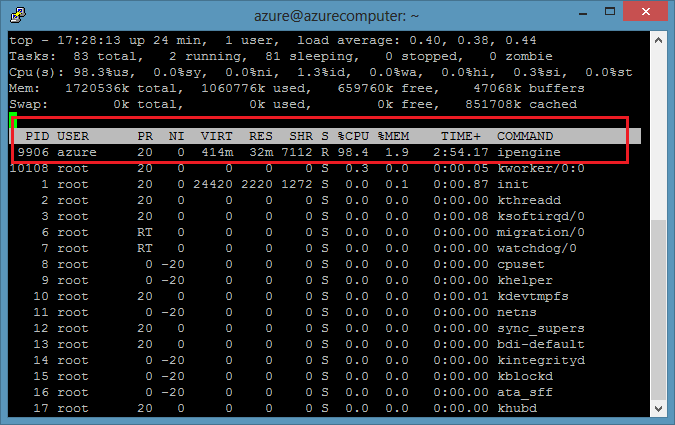 azure@azurecomputer: ~
top - 17:28:13 up 24 min,  1 user,  load average: 0.40, 0.38, 0.44
Tasks:  83 total,   2 running,  81 sleeping,   0 stopped,   0 zombie
Cpu(s): 98.3%us,  0.0%sy,  0.0%ni,  1.3%id,  0.0%wa,  0.0%hi,  0.3%si,  0.0%st
Mem:   1720536k total,  1060776k used,   659760k free,    47068k buffers
Swap:        0k total,        0k used,        0k free,   851708k cached
  PID USER      PR  NI  VIRT  RES  SHR S %CPU %MEM    TIME+  COMMAND
 9906 azure     20   0  414m  32m 7112 R 98.4  1.9   2:54.17 ipengine
10108 root      20   0     0    0    0 S  0.3  0.0   0:00.05 kworker/0:0
    1 root      20   0 24420 2220 1272 S  0.0  0.1   0:00.87 init
    2 root      20   0     0    0    0 S  0.0  0.0   0:00.00 kthreadd
    3 root      20   0     0    0    0 S  0.0  0.0   0:00.08 ksoftirqd/0
    6 root      RT   0     0    0    0 S  0.0  0.0   0:00.00 migration/0
    7 root      RT   0     0    0    0 S  0.0  0.0   0:00.00 watchdog/0
    8 root       0 -20     0    0    0 S  0.0  0.0   0:00.00 cpuset
    9 root       0 -20     0    0    0 S  0.0  0.0   0:00.00 khelper
   10 root      20   0     0    0    0 S  0.0  0.0   0:00.01 kdevtmpfs
   11 root       0 -20     0    0    0 S  0.0  0.0   0:00.00 netns
   12 root      20   0     0    0    0 S  0.0  0.0   0:00.00 sync_supers
   13 root      20   0     0    0    0 S  0.0  0.0   0:00.00 bdi-default
   14 root       0 -20     0    0    0 S  0.0  0.0   0:00.00 kintegrityd
   15 root       0 -20     0    0    0 S  0.0  0.0   0:00.00 kblockd
   16 root       0 -20     0    0    0 S  0.0  0.0   0:00.00 ata_sff
   17 root      20   0     0    0    0 S  0.0  0.0   0:00.00 khubd